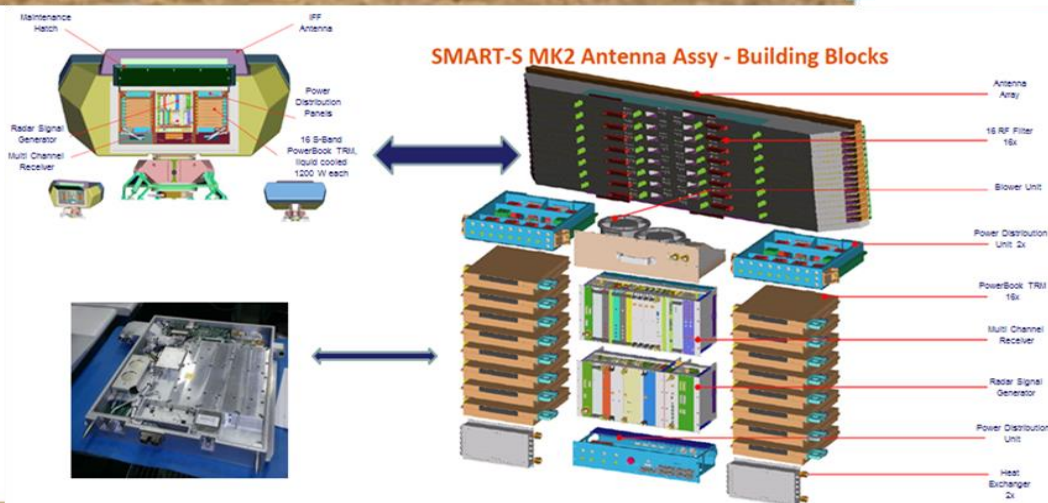 Maintenance
Hatch
IFF
Antenna
Power
Distribution
Panels
Radar Signal
Generator
Multi Channel
Receiver
16 S-Band
PowerBook TRM,
liquid cooled
1200 W each
SMART-S MK2 Antenna Assy - Building Blocks
Antenna
Array
16 RF Filter
16x
Blower Unit
Power Distribution
Unit 2x
PowerBook TRM
16x
Multi Channel
Receiver
Radar Signal
Generator
Power Distribution
Unit
Heat
Exchanger
2x